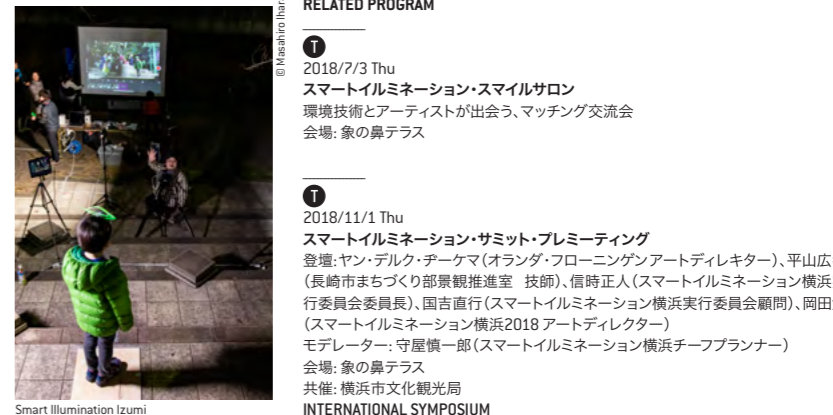 © Masahiro Ihara
Smart Illumination Izumi
RELATED PROGRAM
T
2018/7/3 Thu
スマートイルミネーション・スマイルサロン
環境技術とアーティストが出会う、マッチング交流会
会場: 象の鼻テラス
T
2018/11/1 Thu
スマートイルミネーション・サミット・プレミーティング
登壇:ヤン・デルク・ヂーケマ(オランダ・フローニンゲンアートディレキター)、平山広
(長崎市まちづくり部景観推進室 技師)、信時正人(スマートイルミネーション横浜
行委員会委員長)、国吉直行(スマートイルミネーション横浜実行委員会顧問)、岡田
(スマートイルミネーション横浜2018 アートディレクター)
モデレーター: 守屋慎一郎(スマートイルミネーション横浜チーフプランナー)
会場: 象の鼻テラス
共催: 横浜市文化観光局
INTERNATIONAL SYMPOSIUM